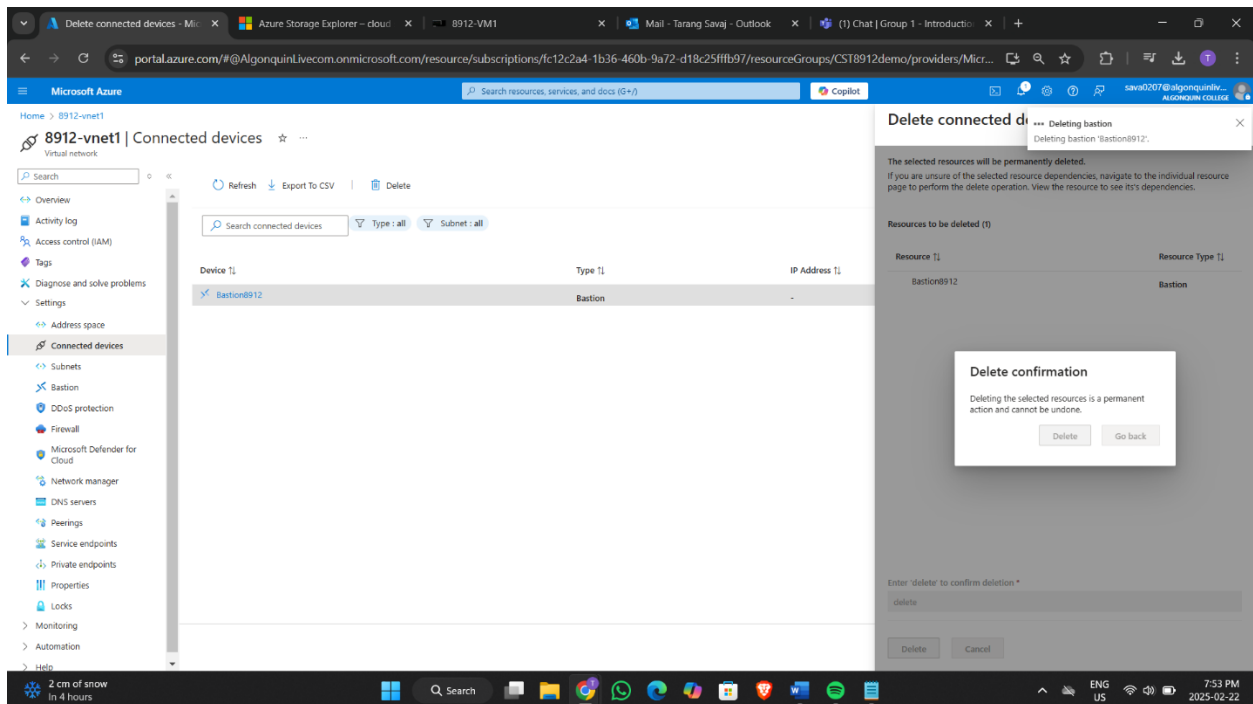 Delete connected devices - Mic
Azure Storage Explorer – cloud
8912-VM1
Mail - Tarang Savaj - Outlook
(1) Chat | Group 1 - Introductio
portal.azure.com/#@AlgonquinLivecom.onmicrosoft.com/resource/subscriptions/fc12c2a4-1b36-460b-9a72-d18c25fffb97/resourceGroups/CST8912demo/providers/Micr...
T
Microsoft Azure
Search resources, services, and docs (G+/)
Copilot
1
sava0207@algonquinliv...
ALGONQUIN COLLEGE
Home > 8912-vnet1
8912-vnet1 | Connected devices
Virtual network
Search
Overview
Activity log
Access control (IAM)
Tags
Diagnose and solve problems
Settings
Address space
Connected devices
Subnets
Bastion
DDoS protection
Firewall
Microsoft Defender for
Cloud
Network manager
DNS servers
Peerings
Service endpoints
Private endpoints
Properties
Locks
Monitoring
Automation
Help
Refresh
Export To CSV
Delete
Search connected devices
Type : all
Subnet : all
Device
Type
IP Address
Bastion8912
Bastion
-
Delete connected d
Deleting bastion
Deleting bastion 'Bastion8912'.
The selected resources will be permanently deleted.
If you are unsure of the selected resource dependencies, navigate to the individual resource
page to perform the delete operation. View the resource to see its's dependencies.
Resources to be deleted (1)
Resource
Resource Type
Bastion8912
Bastion
Delete confirmation
Deleting the selected resources is a permanent
action and cannot be undone.
Delete
Go back
Enter 'delete' to confirm deletion *
delete
Delete
Cancel
2 cm of snow
In 4 hours
Search
ENG
US
7:53 PM
2025-02-22